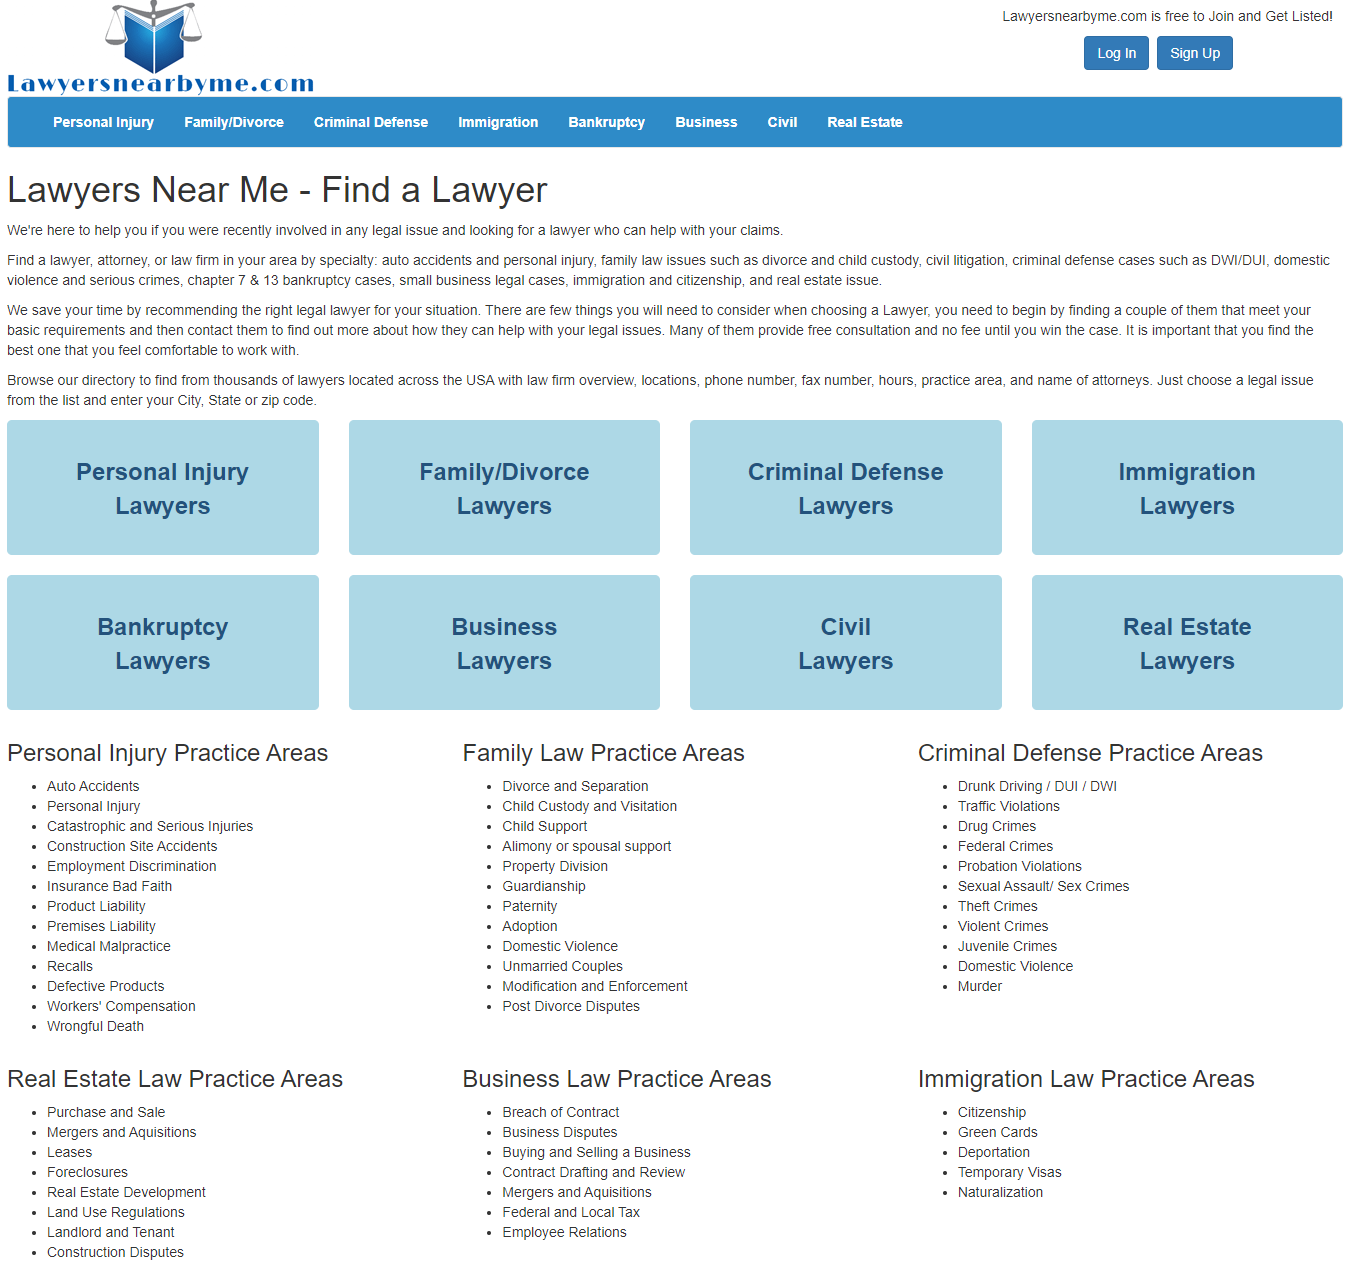 Lawyersnearbyme.com is free to Join and Get Listed!
Log In Sign Up
Lawyersnearbyme.com
Personal Injury Family/Divorce Criminal Defense Immigration Bankruptcy Business Civil Real Estate
Lawyers Near Me - Find a Lawyer
We're here to help you if you were recently involved in any legal issue and looking for a lawyer who can help with your claims.
Find a lawyer, attorney, or law firm in your area by specialty: auto accidents and personal injury, family law issues such as divorce and child custody, civil litigation, criminal defense cases such as DWI/DUI, domestic
violence and serious crimes, chapter 7 & 13 bankruptcy cases, small business legal cases, immigration and citizenship, and real estate issue.
We save your time by recommending the right legal lawyer for your situation. There are few things you will need to consider when choosing a Lawyer, you need to begin by finding a couple of them that meet your
basic requirements and then contact them to find out more about how they can help with your legal issues. Many of them provide free consultation and no fee until you win the case. It is important that you find the
best one that you feel comfortable to work with.
Browse our directory to find from thousands of lawyers located across the USA with law firm overview, locations, phone number, fax number, hours, practice area, and name of attorneys. Just choose a legal issue
from the list and enter your City, State or zip code.
Personal Injury
Lawyers
Family/Divorce
Lawyers
Criminal Defense
Lawyers
Immigration
Lawyers
Bankruptcy
Lawyers
Business
Lawyers
Civil
Lawyers
Real Estate
Lawyers
Personal Injury Practice Areas
Auto Accidents
Personal Injury
Catastrophic and Serious Injuries
Construction Site Accidents
Employment Discrimination
Insurance Bad Faith
Product Liability
Premises Liability
Medical Malpractice
Recalls
Defective Products
Workers' Compensation
Wrongful Death
Family Law Practice Areas
Divorce and Separation
Child Custody and Visitation
Child Support
Alimony or spousal support
Property Division
Guardianship
Paternity
Adoption
Domestic Violence
Unmarried Couples
Modification and Enforcement
Post Divorce Disputes
Criminal Defense Practice Areas
Drunk Driving / DUI / DWI
Traffic Violations
Drug Crimes
Federal Crimes
Probation Violations
Sexual Assault/ Sex Crimes
Theft Crimes
Violent Crimes
Juvenile Crimes
Domestic Violence
Murder
Real Estate Law Practice Areas
Purchase and Sale
Mergers and Aquisitions
Leases
Foreclosures
Real Estate Development
Land Use Regulations
Landlord and Tenant
Construction Disputes
Business Law Practice Areas
Breach of Contract
Business Disputes
Buying and Selling a Business
Contract Drafting and Review
Mergers and Aquisitions
Federal and Local Tax
Employee Relations
Immigration Law Practice Areas
Citizenship
Green Cards
Deportation
Temporary Visas
Naturalization